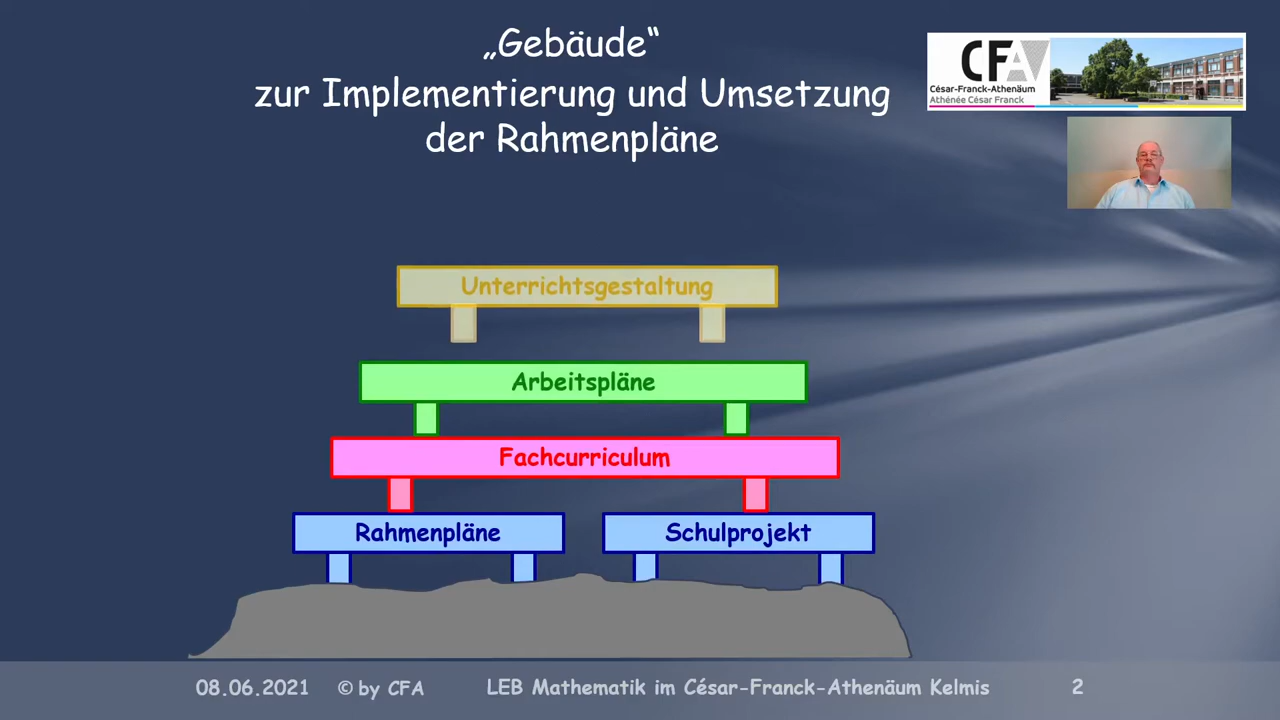 „Gebäude“
zur Implementierung und Umsetzung
der Rahmenpläne
CFA
César-Franck-Athenäum
Athénée César Franck
Unterrichtsgestaltung
Arbeitspläne
Fachcurriculum
Rahmenpläne
Schulprojekt
08.06.2021 © by CFA LEB Mathematik im César-Franck-Athenäum Kelmis 2